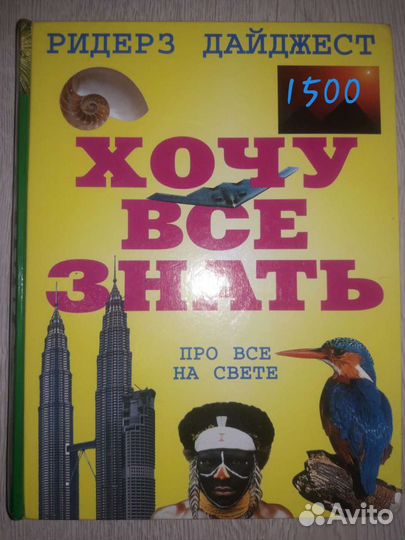 РИДЕРЗ ДАЙДЖЕСТ
1500
ХОЧУ
ВСЕ
ЗНАТЬ
ПРО ВСЕ
НА СВЕТЕ
Avito